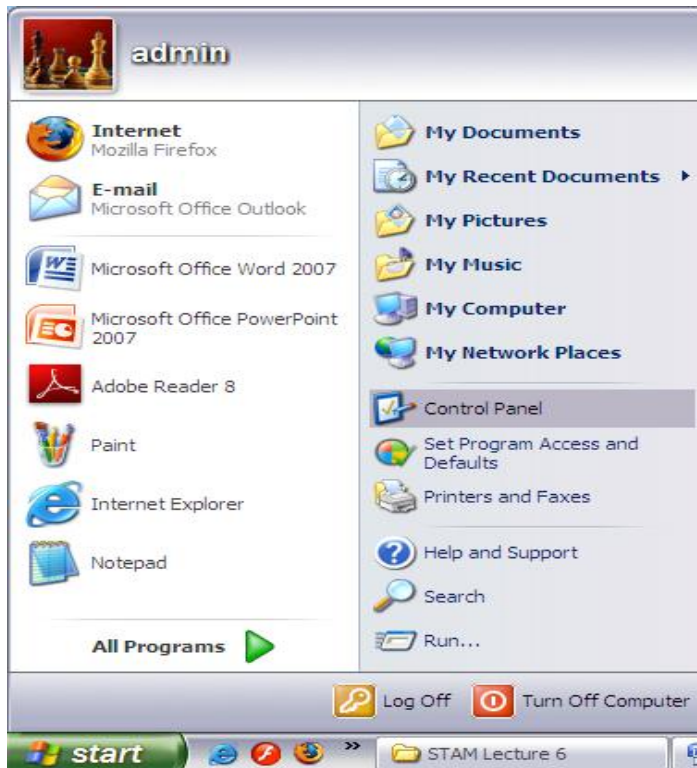 admin
Internet
Mozilla Firefox
E-mail
Microsoft Office Outlook
Microsoft Office Word 2007
Microsoft Office PowerPoint
2007
Adobe Reader 8
Paint
Internet Explorer
Notepad
All Programs
My Documents
My Recent Documents
My Pictures
My Music
My Computer
My Network Places
Control Panel
Set Program Access and
Defaults
Printers and Faxes
Help and Support
Search
Run...
Log Off
Turn Off Computer
start
STAM Lecture 6